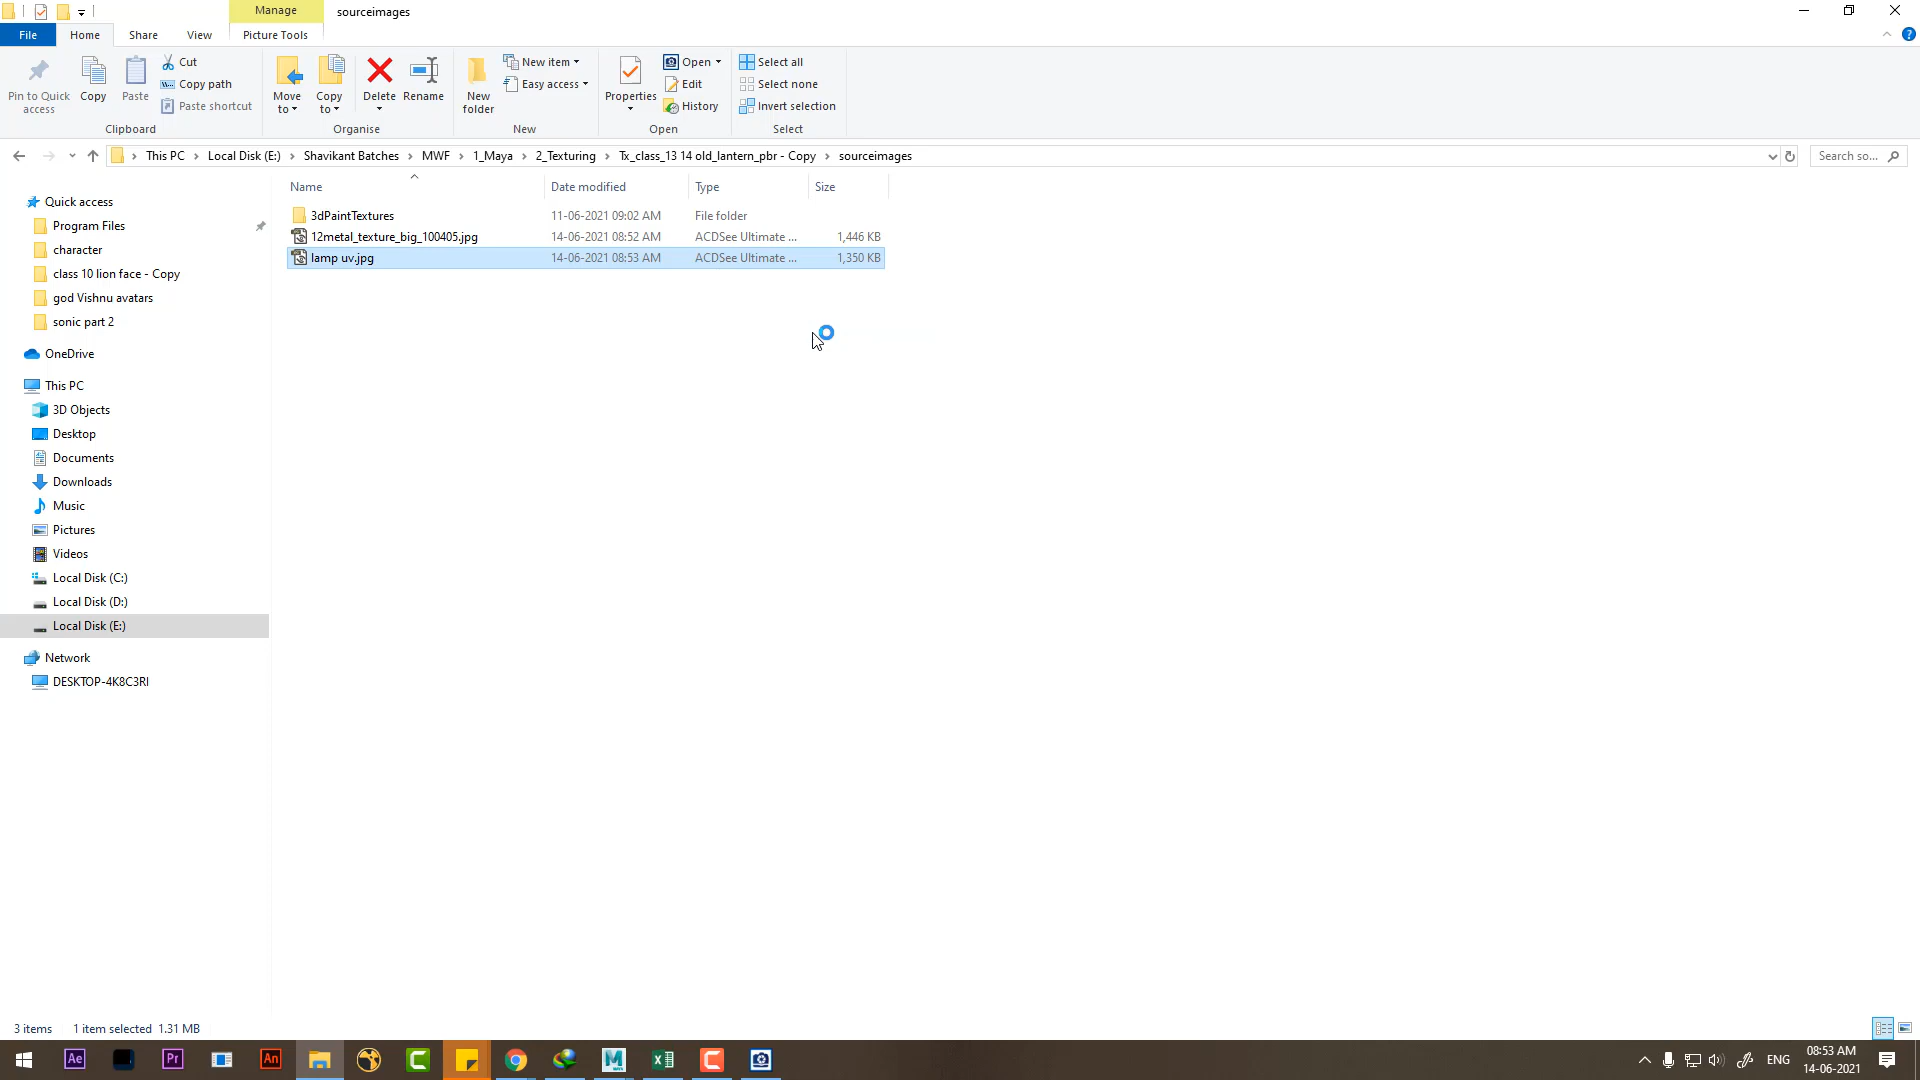 Manage
sourceimages
File
Home
Share
View
Picture Tools
Pin to Quick access
Copy
Paste
Cut
Copy path
Paste shortcut
Clipboard
Move to
Copy to
Delete
Rename
Organise
New folder
New item
Easy access
New
Properties
Open
Edit
History
Open
Select all
Select none
Invert selection
Select
This PC
Local Disk (E:)
Shavikant Batches
MWF
1_Maya
2_Texturing
Tx_class_13 14 old_lantern_pbr - Copy
sourceimages
Search so...
Name
Date modified
Type
Size
3dPaintTextures
11-06-2021 09:02 AM
File folder
12metal_texture_big_100405.jpg
14-06-2021 08:52 AM
ACDSee Ultimate ...
1,446 KB
lamp uv.jpg
14-06-2021 08:53 AM
ACDSee Ultimate ...
1,350 KB
Quick access
Program Files
character
class 10 lion face - Copy
god Vishnu avatars
sonic part 2
OneDrive
This PC
3D Objects
Desktop
Documents
Downloads
Music
Pictures
Videos
Local Disk (C:)
Local Disk (D:)
Local Disk (E:)
Network
DESKTOP-4K8C3RI
3 items
1 item selected 1.31 MB
Ae
Pr
An
ENG
08:53 AM
14-06-2021